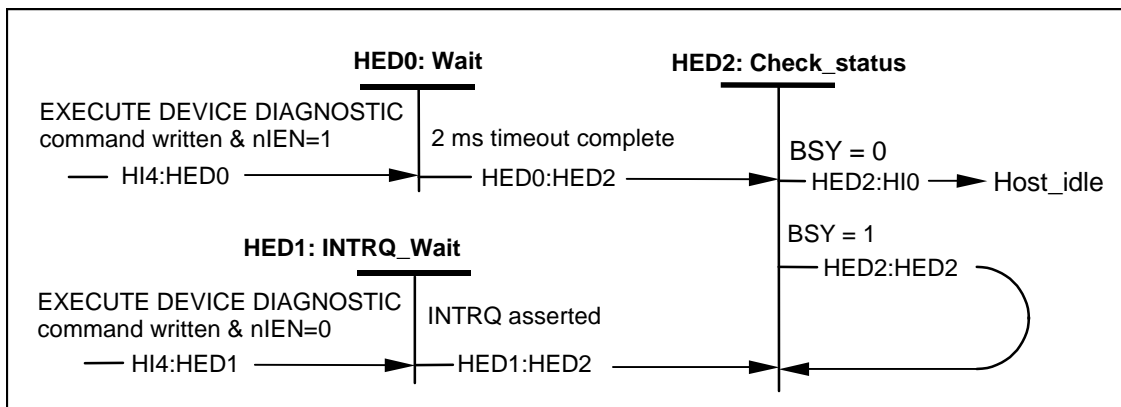 HED0: Wait
HED2: Check_status
EXECUTE DEVICE DIAGNOSTIC
command written & nIEN=1
2 ms timeout complete
HI4:HED0
HED0:HED2
BSY = 0
HED2:HI0
Host_idle
HED1: INTRQ_Wait
BSY = 1
HED2:HED2
EXECUTE DEVICE DIAGNOSTIC
command written & nIEN=0
INTRQ asserted
HI4:HED1
HED1:HED2